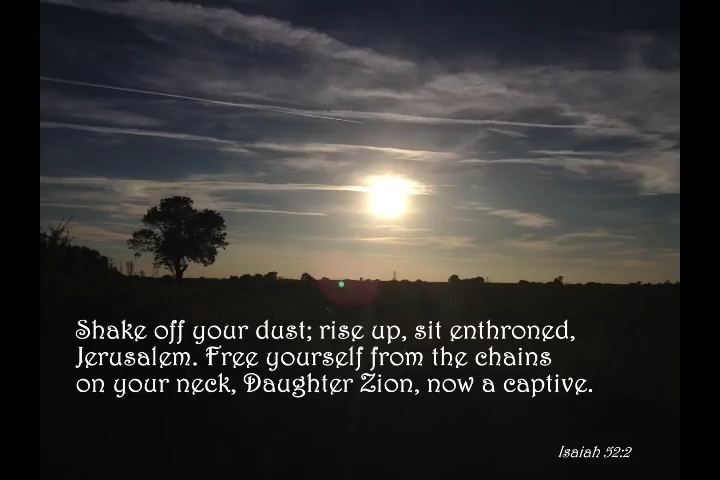 Shake off your dust; rise up, sit enthroned,
Jerusalem. Free yourself from the chains
on your neck, Daughter Zion, now a captive.
Isaiah 52:2